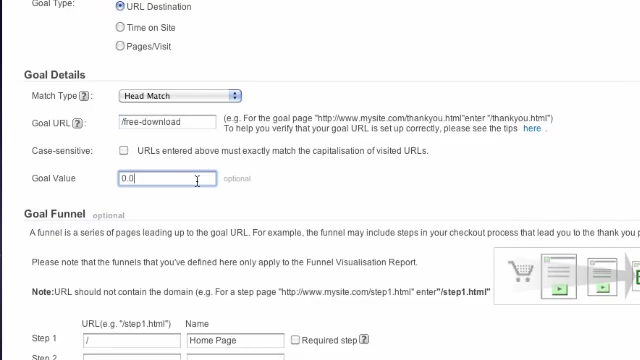 Goal Type:
URL Destination
Time on Site
Pages/Visit
Goal Details
Match Type ?: Head Match
Goal URL ?: /free-download (e.g. For the goal page "http://www.mysite.com/thankyou.html"enter "/thankyou.html")
To help you verify that your goal URL is set up correctly, please see the tips here .
Case-sensitive: URLs entered above must exactly match the capitalisation of visited URLs.
Goal Value 0.0 optional
Goal Funnel optional
A funnel is a series of pages leading up to the goal URL. For example, the funnel may include steps in your checkout process that lead you to the thank you p
Please note that the funnels that you've defined here only apply to the Funnel Visualisation Report.
Note:URL should not contain the domain (e.g. For a step page "http://www.mysite.com/step1.html" enter"/step1.html"
URL(e.g. "/step1.html") Name
Step 1 / Home Page Required step ?
Step 2